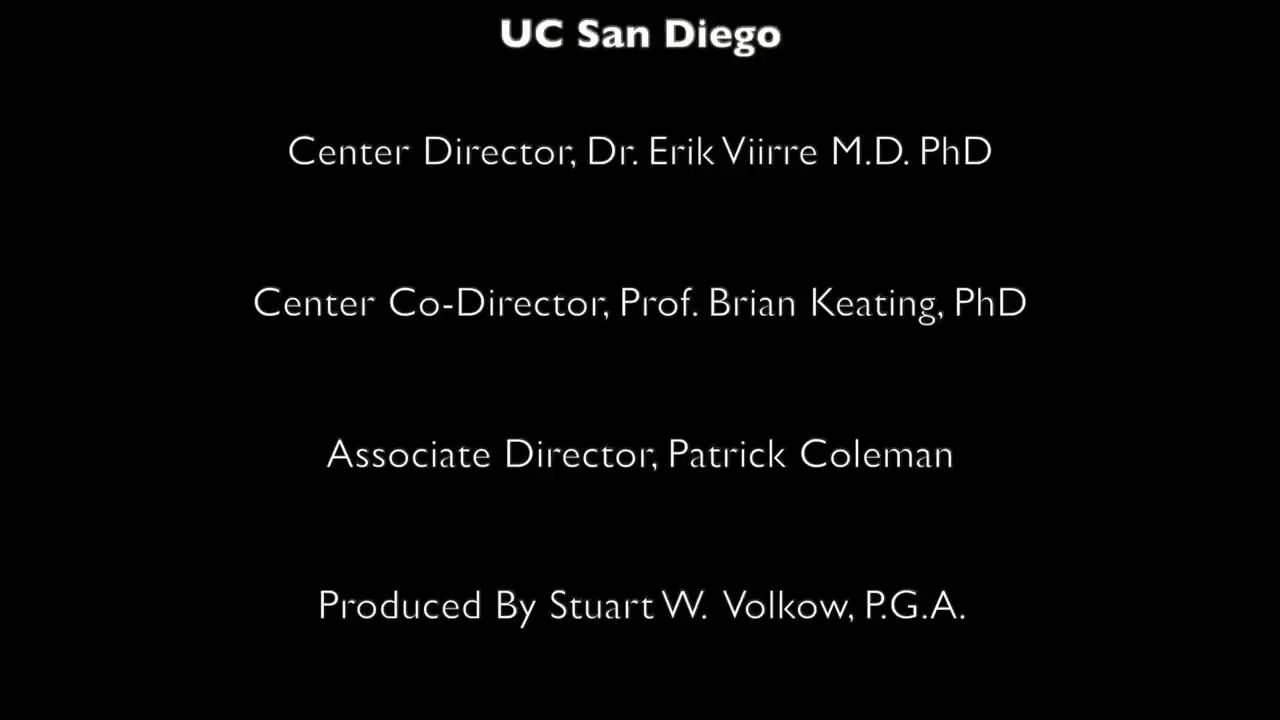 UC San Diego
Center Director, Dr. Erik Viirre M.D. PhD
Center Co-Director, Prof. Brian Keating, PhD
Associate Director, Patrick Coleman
Produced By Stuart W. Volkow, P.G.A.